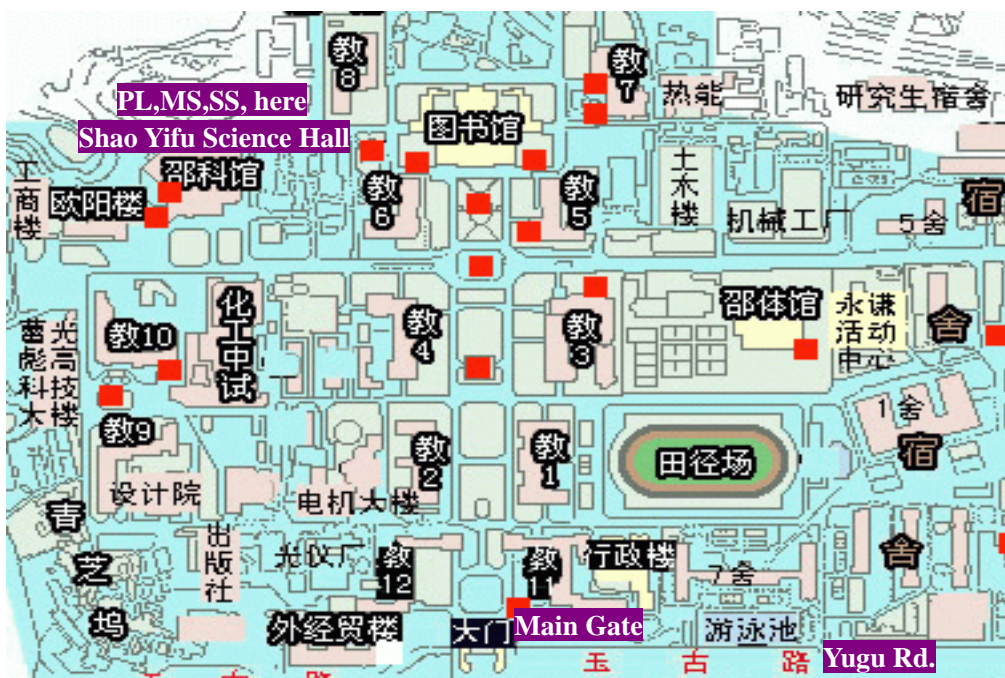 教8
教7
热能
研究生宿舍
PL,MS,SS, here
Shao Yifu Science Hall
图书馆
工商楼
邵科馆
欧阳楼
教6
教5
土木楼
机械工厂
5舍
宿
教10
化工中试
教4
教3
邵体馆
永谦活动中心
舍
曹光彪高科技大楼
教9
设计院
电机大楼
教2
教1
田径场
1舍
宿
青芝坞
出版社
光仪厂
教12
教11
行政楼
7舍
舍
外经贸楼
大门
Main Gate
游泳池
玉古路
Yugu Rd.
玉古路